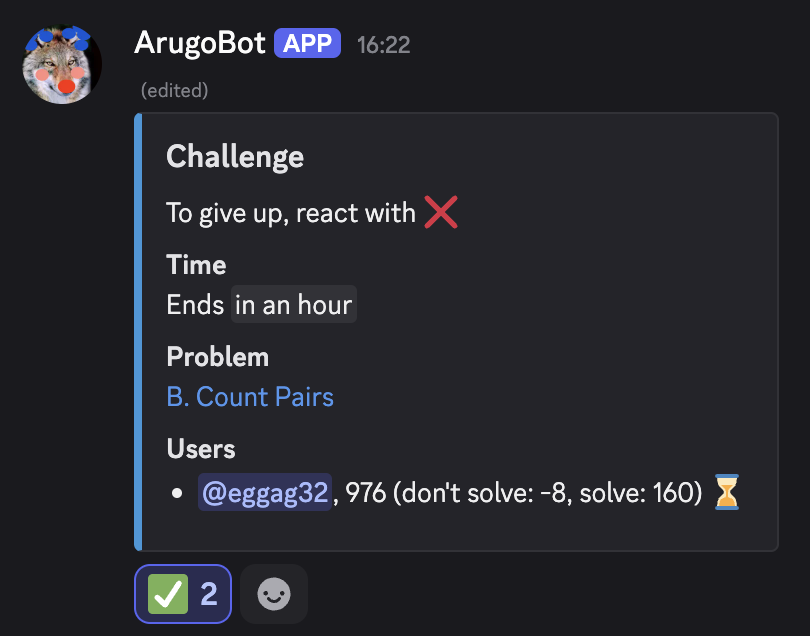 ArugoBot APP 16:22
(edited)
Challenge
To give up, react with ❌
Time
Ends in an hour
Problem
B. Count Pairs
Users
• @eggag32, 976 (don't solve: -8, solve: 160) ⌛
✅ 2